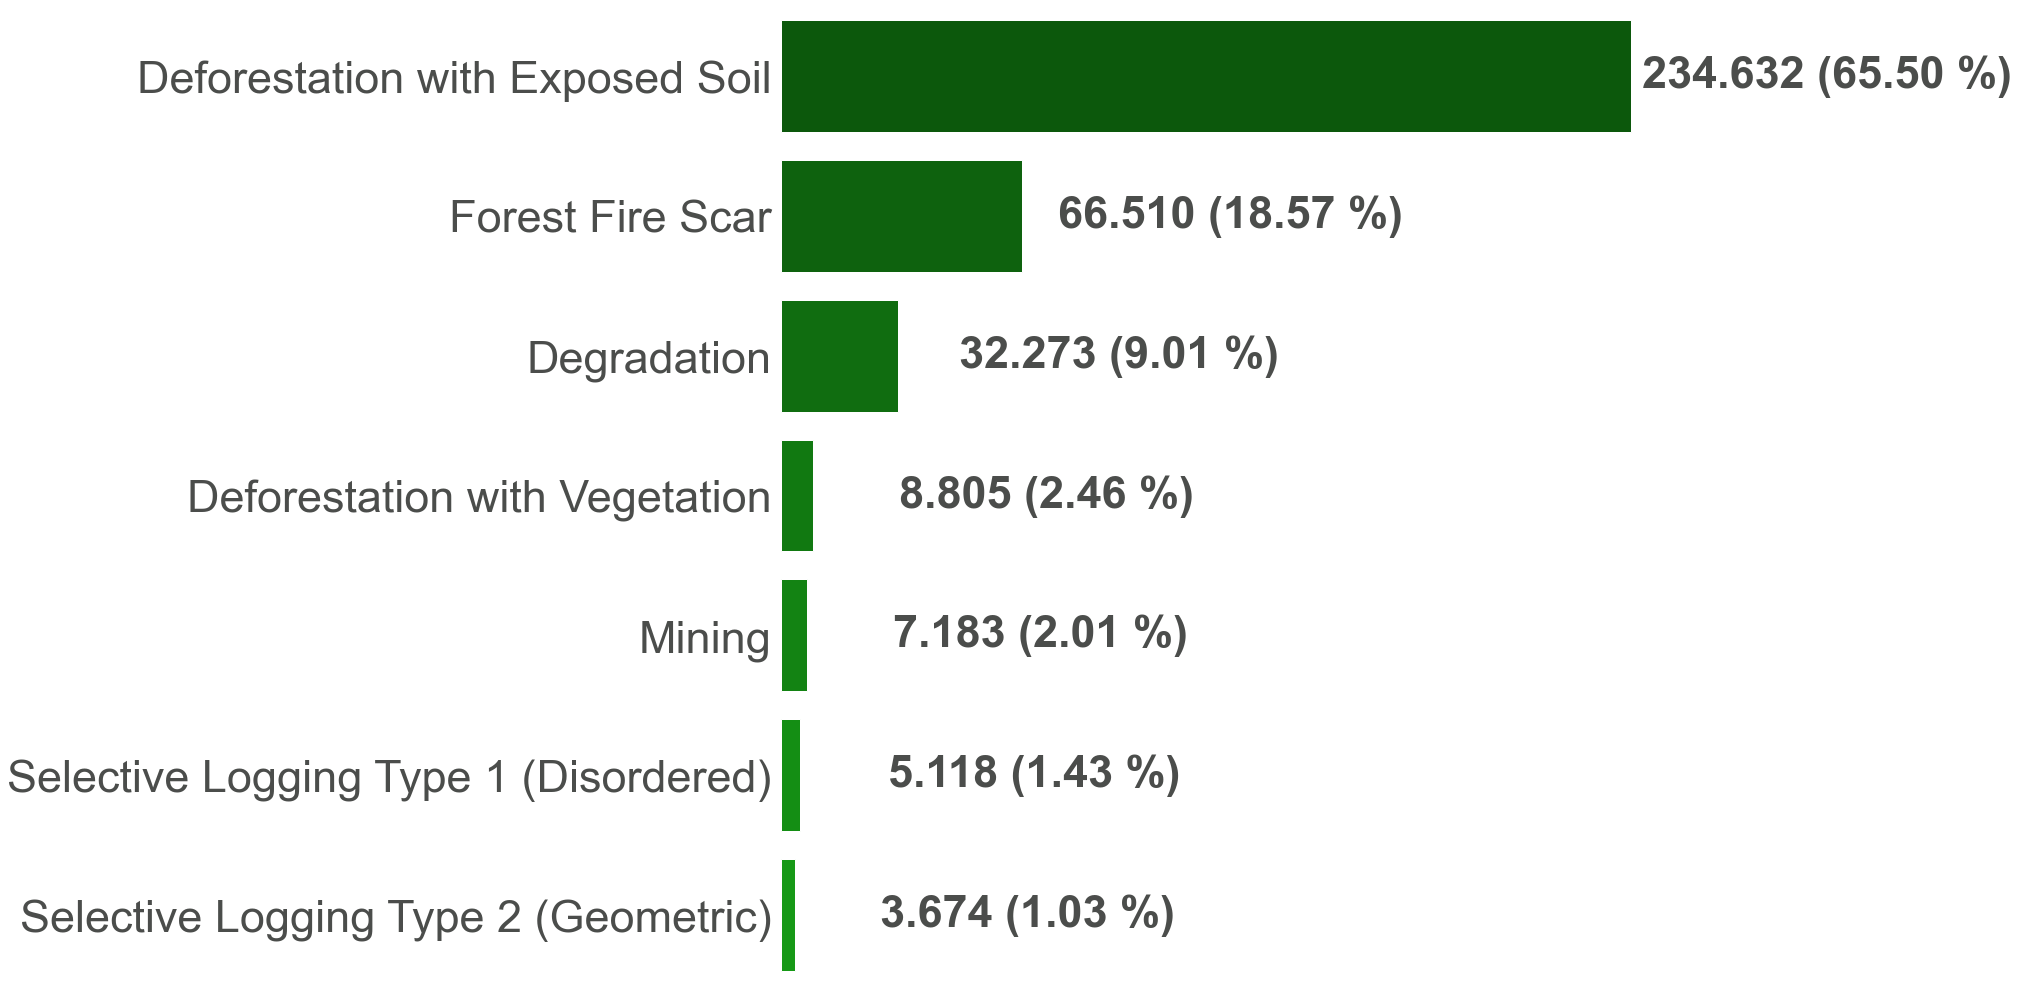 Deforestation with Exposed Soil 234.632 (65.50 %)
Forest Fire Scar 66.510 (18.57 %)
Degradation 32.273 (9.01 %)
Deforestation with Vegetation 8.805 (2.46 %)
Mining 7.183 (2.01 %)
Selective Logging Type 1 (Disordered) 5.118 (1.43 %)
Selective Logging Type 2 (Geometric) 3.674 (1.03 %)